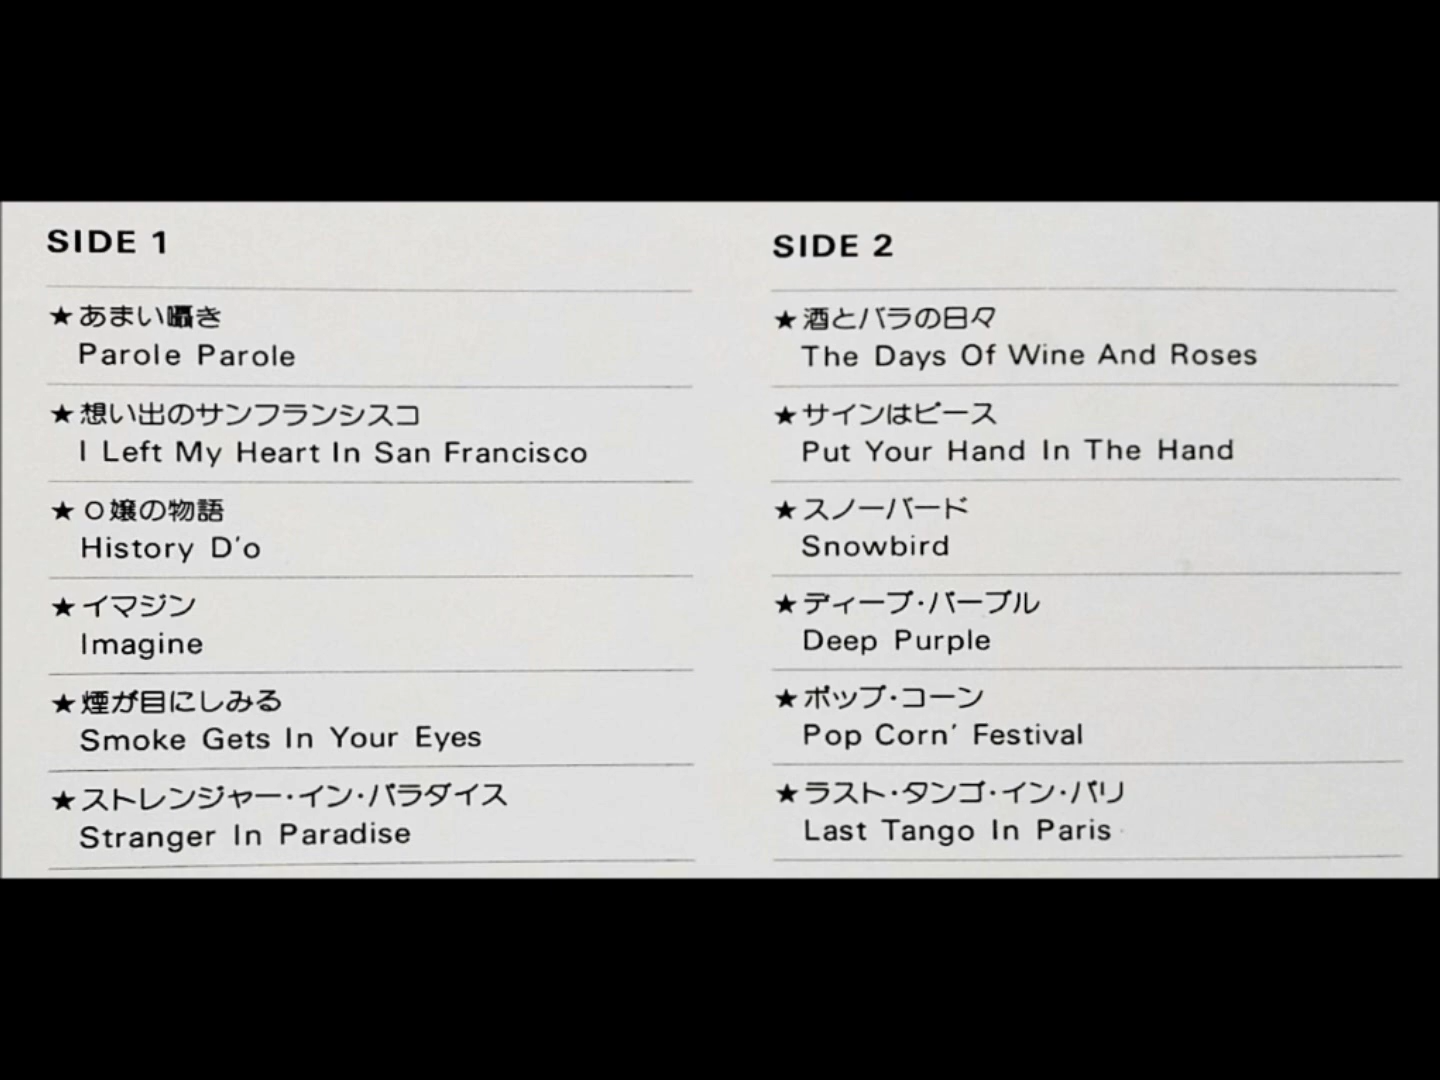 SIDE 1
★あまい囁き
Parole Parole
★想い出のサンフランシスコ
I Left My Heart In San Francisco
★O嬢の物語
History D'o
★イマジン
Imagine
★煙が目にしみる
Smoke Gets In Your Eyes
★ストレンジャー・イン・パラダイス
Stranger In Paradise
SIDE 2
★酒とバラの日々
The Days Of Wine And Roses
★サインはピース
Put Your Hand In The Hand
★スノーバード
Snowbird
★ディープ・パープル
Deep Purple
★ポップ・コーン
Pop Corn' Festival
★ラスト・タンゴ・イン・パリ
Last Tango In Paris